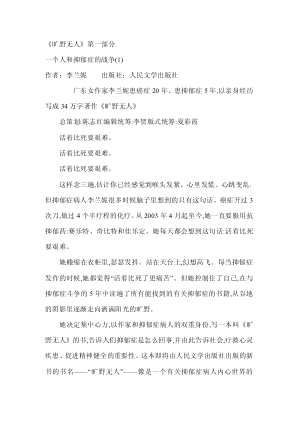 《旷野无人》第一部分
一个人和抑郁症的战争(1)
作者：李兰妮　　出版社：人民文学出版社
广东女作家李兰妮患癌症 20 年、患抑郁症 5 年,以亲身经历
写成 34 万字著作《旷野无人》
总策划:陈志红编辑统筹:李贺版式统筹:夏彩霞
活着比死要艰难。
活着比死要艰难。
活着比死要艰难。
这样念三遍,估计你已经感觉到喉头发紧、心里发慌、心跳变乱。
但抑郁症病人李兰妮很多时候脑子里想到的只有这句话。癌症开过 3
次刀,做过 4 个半疗程的化疗。从 2003 年 4 月起至今,她一直要服用抗
抑郁药:赛乐特、奇比特和佳乐定。她每天都会想到这句话:活着比死
要艰难。
她蜷缩在衣柜里,瑟瑟发抖。站在天台上,幻想高飞。每当抑郁症
发作的时候,她都觉得“活着比死了更痛苦”。但她控制住了自己,在与
抑郁症斗争的 5 年中读遍了所有能找到的有关抑郁症的书籍,从谷地
的阴影里逐渐走向洒满阳光的旷野。
她决定集中心力,以作家和抑郁症病人的双重身份,写一本叫《旷
野无人》的书,告诉人们抑郁症是怎么回事,并由此告诉社会,疗救心灵
疾患、促进精神健全的重要性。这本即将由人民文学出版社出版的新
书的书名——“旷野无人”——像是一个有关抑郁症病人内心世界的